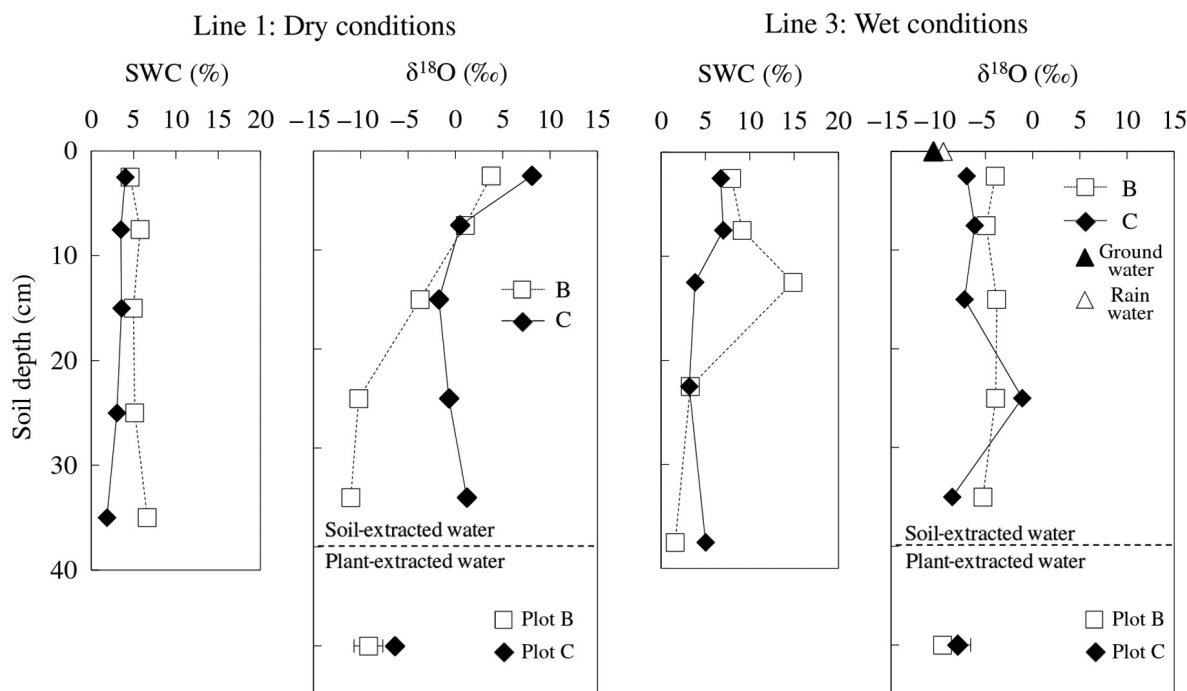 Line 1: Dry conditions
Line 3: Wet conditions
SWC (%)
δ¹⁸O (‰)
SWC (%)
δ¹⁸O (‰)
0 5 10 15 20
−15 −10 −5 0 5 10 15
0 5 10 15 20
−15 −10 −5 0 5 10 15
Soil depth (cm)
0
10
20
30
40
B
C
Soil-extracted water
Plant-extracted water
Plot B
Plot C
B
C
Ground
water
Rain
water
Soil-extracted water
Plant-extracted water
Plot B
Plot C